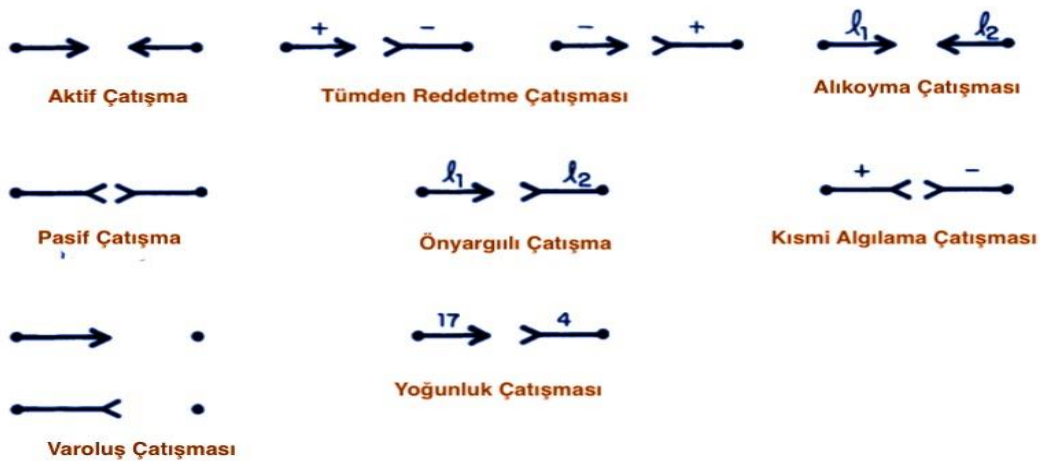 + - - + l₁ l₂
Aktif Çatışma Tümden Reddetme Çatışması Alıkoyma Çatışması
l₁ l₂ + -
Pasif Çatışma Önyargıılı Çatışma Kısmi Algılama Çatışması
17 4
Yoğunluk Çatışması
Varoluş Çatışması